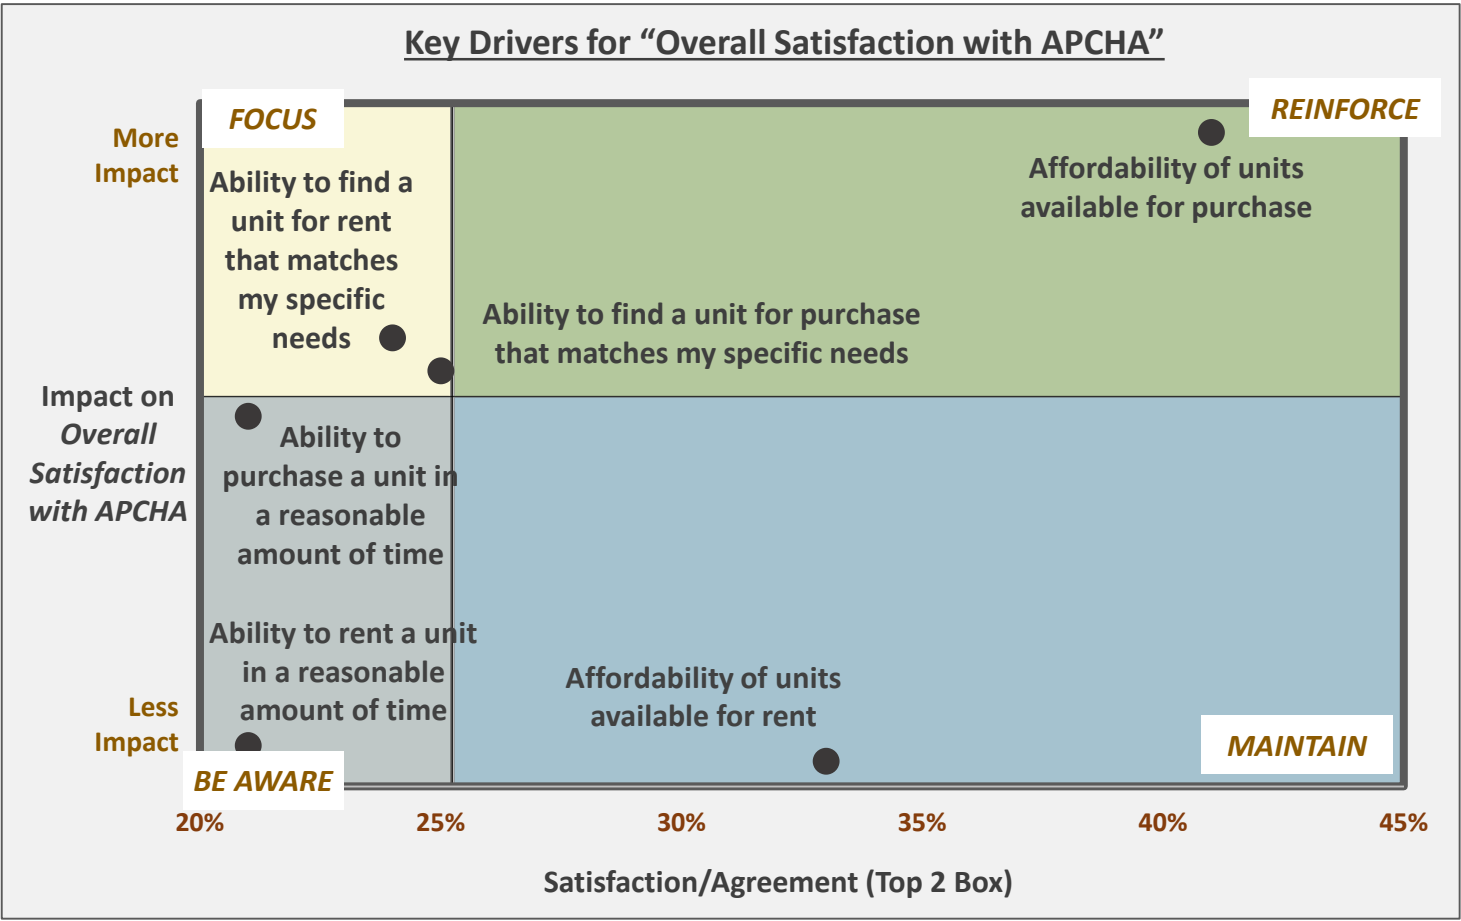 Key Drivers for “Overall Satisfaction with APCHA”
FOCUS
REINFORCE
More
Impact
Ability to find a
unit for rent
that matches
my specific
needs
Affordability of units
available for purchase
Ability to find a unit for purchase
that matches my specific needs
Impact on
Overall
Satisfaction
with APCHA
Ability to
purchase a unit in
a reasonable
amount of time
Ability to rent a unit
in a reasonable
amount of time
Affordability of units
available for rent
Less
Impact
BE AWARE
MAINTAIN
20%
25%
30%
35%
40%
45%
Satisfaction/Agreement (Top 2 Box)